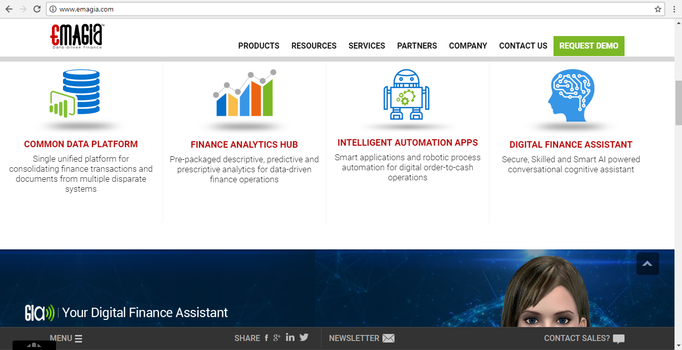 www.emagia.com
EMAGIA
Data-driven Finance
PRODUCTS RESOURCES SERVICES PARTNERS COMPANY CONTACT US REQUEST DEMO
COMMON DATA PLATFORM
Single unified platform for
consolidating finance transactions and
documents from multiple disparate
systems
FINANCE ANALYTICS HUB
Pre-packaged descriptive, predictive and
prescriptive analytics for data-driven
finance operations
INTELLIGENT AUTOMATION APPS
Smart applications and robotic process
automation for digital order-to-cash
operations
DIGITAL FINANCE ASSISTANT
Secure, Skilled and Smart AI powered
conversational cognitive assistant
Gia Your Digital Finance Assistant
MENU SHARE NEWSLETTER CONTACT SALES?